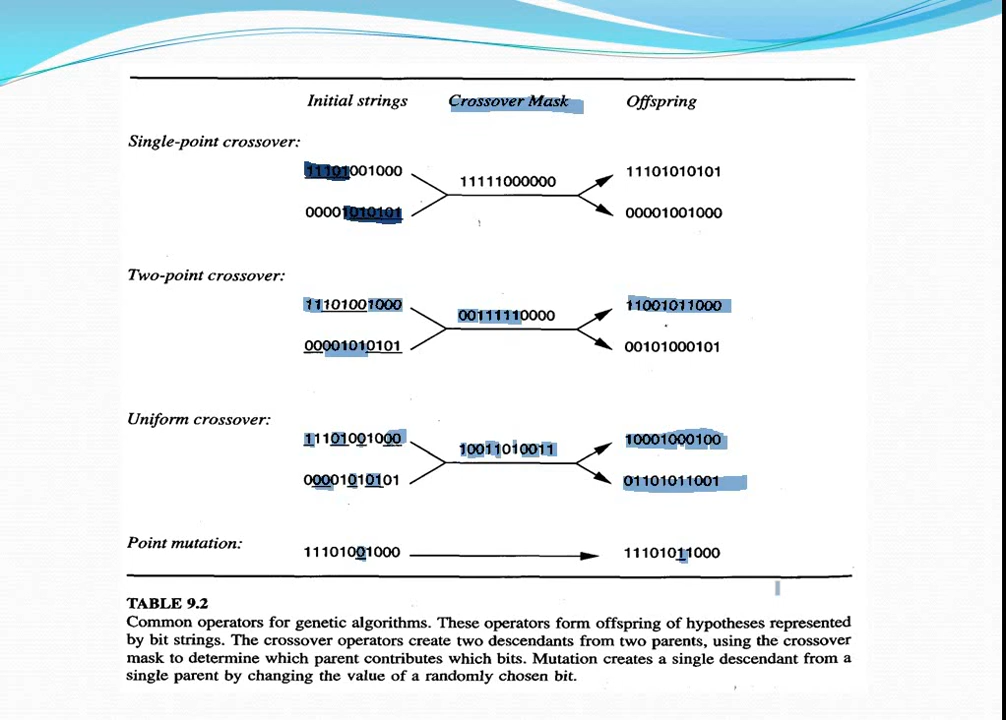 Initial strings Crossover Mask Offspring
Single-point crossover:
11101001000 11101010101
11111000000
00001010101 00001001000
Two-point crossover:
11101001000 11001011000
00111110000
00001010101 00101000101
Uniform crossover:
11101001000 10001000100
10011010011
00001010101 01101011001
Point mutation: 11101001000 11101011000
TABLE 9.2
Common operators for genetic algorithms. These operators form offspring of hypotheses represented
by bit strings. The crossover operators create two descendants from two parents, using the crossover
mask to determine which parent contributes which bits. Mutation creates a single descendant from a
single parent by changing the value of a randomly chosen bit.